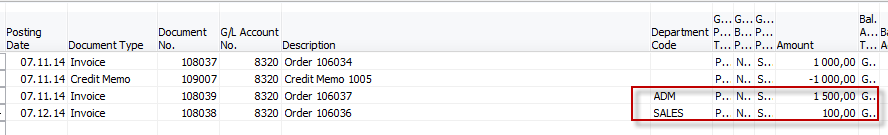 Posting Date Document Type Document No. G/L Account No. Description Department Code G... P... T... G... B... P... G... P... P... Amount Bal. A... T... Ba A
07.11.14 Invoice 108037 8320 Order 106034 P... N... S... 1 000,00 G...
07.11.14 Credit Memo 109007 8320 Credit Memo 1005 P... N... S... -1 000,00 G...
07.11.14 Invoice 108039 8320 Order 106037 ADM P... N... S... 1 500,00 G...
07.12.14 Invoice 108038 8320 Order 106036 SALES P... N... S... 100,00 G...